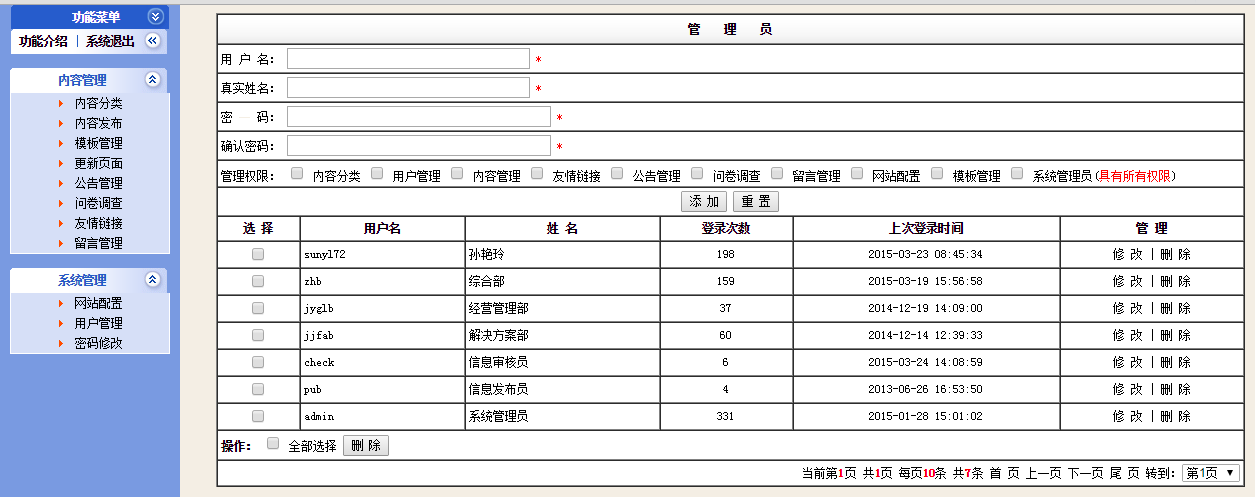 功能菜单
功能介绍 | 系统退出
内容管理
内容分类
内容发布
模板管理
更新页面
公告管理
问卷调查
友情链接
留言管理
系统管理
网站配置
用户管理
密码修改
管 理 员
用 户 名：*
真实姓名：*
密 码：*
确认密码：*
管理权限： 内容分类 用户管理 内容管理 友情链接 公告管理 问卷调查 留言管理 网站配置 模板管理 系统管理员(具有所有权限)
添 加 重 置
选 择 用户名 姓 名 登录次数 上次登录时间 管 理
sunyl72 孙艳玲 198 2015-03-23 08:45:34 修 改 | 删 除
zhb 综合部 159 2015-03-19 15:56:58 修 改 | 删 除
jyglb 经营管理部 37 2014-12-19 14:09:00 修 改 | 删 除
jjfab 解决方案部 60 2014-12-14 12:39:33 修 改 | 删 除
check 信息审核员 6 2015-03-24 14:08:59 修 改 | 删 除
pub 信息发布员 4 2013-06-26 16:53:50 修 改 | 删 除
admin 系统管理员 331 2015-01-28 15:01:02 修 改 | 删 除
操作： 全部选择 删 除
当前第1页 共1页 每页10条 共7条 首 页 上一页 下一页 尾 页 转到： 第1页